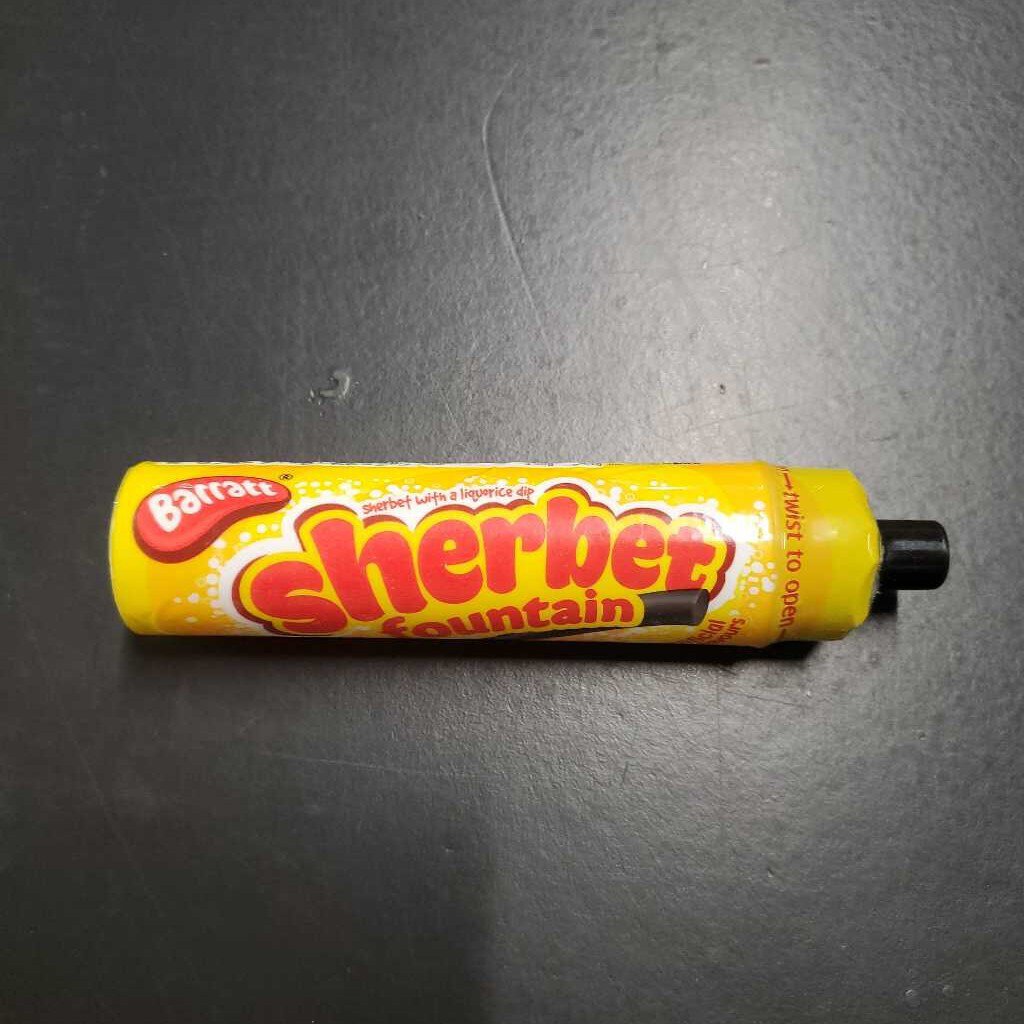 Barratt®
sherbet with a liquorice dip
sherbet
fountain
twist to open